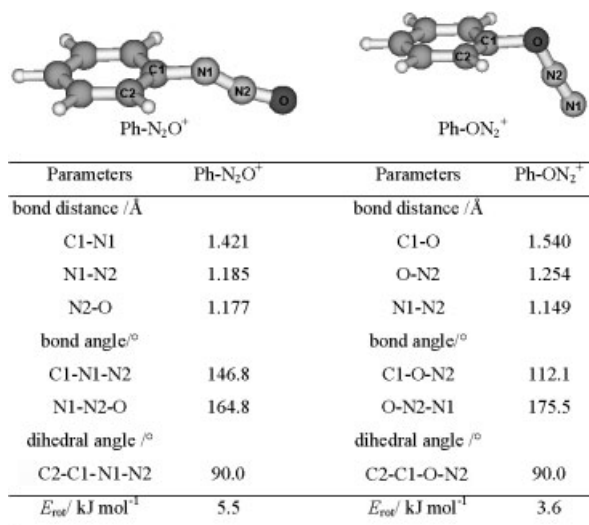 C1 N1 C2 N2 O
C1 O C2 N2 N1
Ph-N₂O⁺ Ph-ON₂⁺
Parameters Ph-N₂O⁺ Parameters Ph-ON₂⁺
bond distance /Å bond distance /Å
C1-N1 1.421 C1-O 1.540
N1-N2 1.185 O-N2 1.254
N2-O 1.177 N1-N2 1.149
bond angle/° bond angle/°
C1-N1-N2 146.8 C1-O-N2 112.1
N1-N2-O 164.8 O-N2-N1 175.5
dihedral angle /° dihedral angle /°
C2-C1-N1-N2 90.0 C2-C1-O-N2 90.0
E_rot/ kJ mol⁻¹ 5.5 E_rot/ kJ mol⁻¹ 3.6